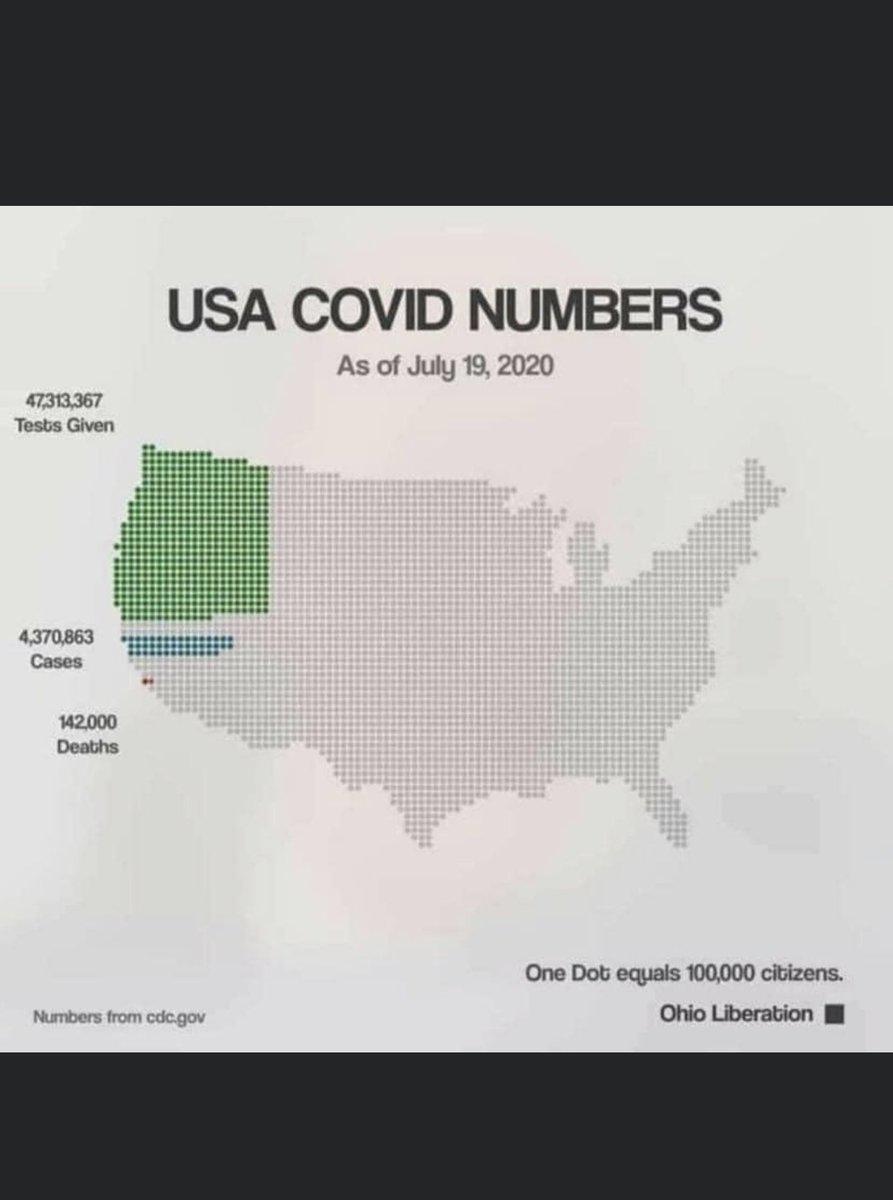 USA COVID NUMBERS
As of July 19, 2020
47,313,367
Tests Given
4,370,863
Cases
142,000
Deaths
One Dot equals 100,000 citizens.
Numbers from cdc.gov
Ohio Liberation